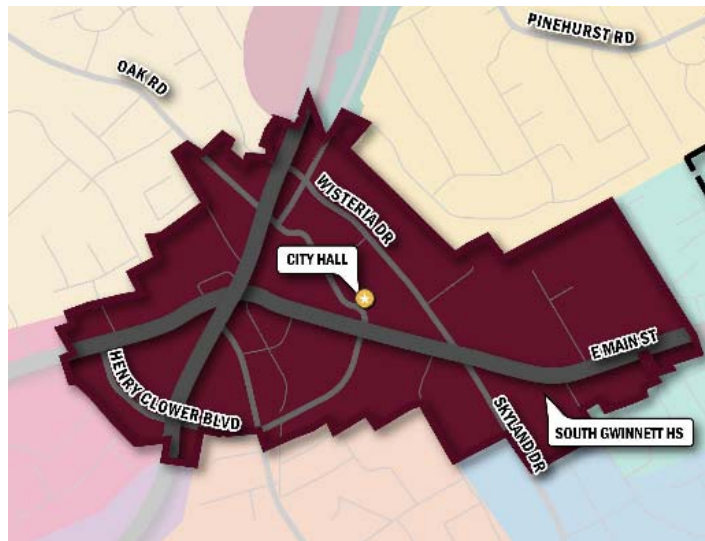 PINEHURST RD
OAK RD
WISTERIA DR
CITY HALL
E MAIN ST
HENRY CLOWER BLVD
SKYLAND DR
SOUTH GWINNETT HS